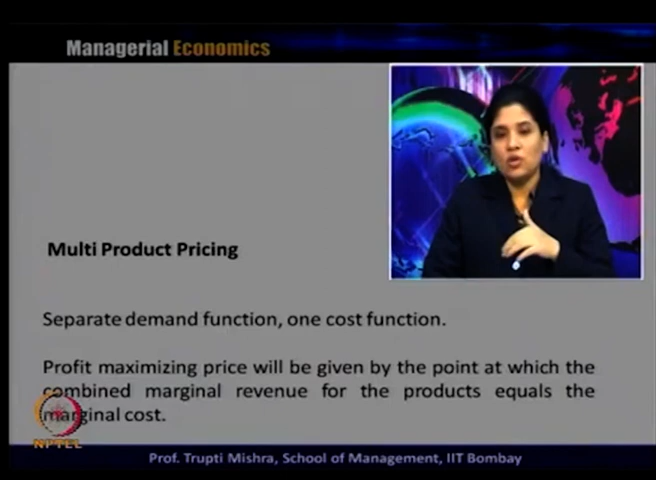 Managerial Economics
Multi Product Pricing
Separate demand function, one cost function.
Profit maximizing price will be given by the point at which the
combined marginal revenue for the products equals the
marginal cost.
NPTEL
Prof. Trupti Mishra, School of Management, IIT Bombay